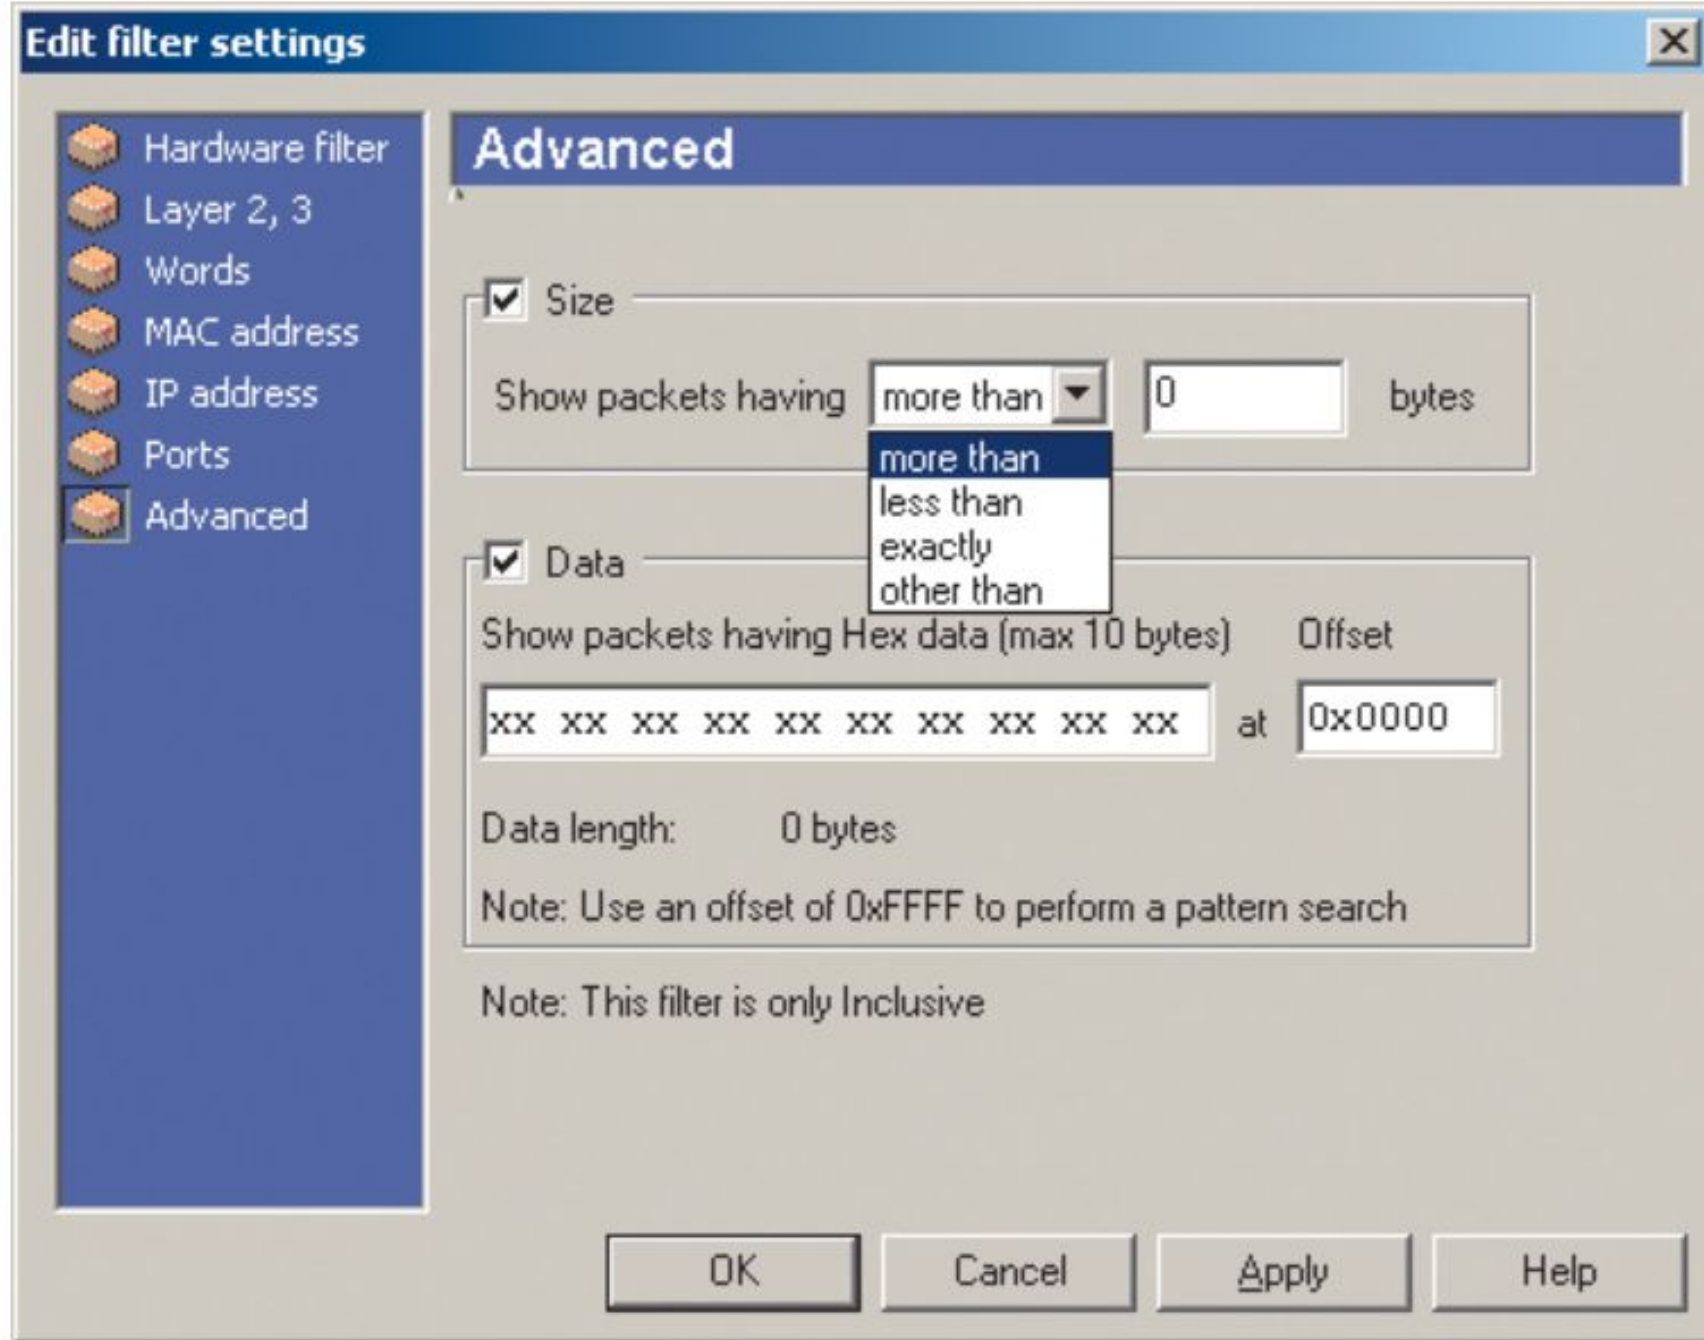 Edit filter settings
Hardware filter
Layer 2, 3
Words
MAC address
IP address
Ports
Advanced
Advanced
Size
Show packets having more than 0 bytes
more than
less than
exactly
other than
Data
Show packets having Hex data (max 10 bytes) Offset
xx xx xx xx xx xx xx xx xx xx at 0x0000
Data length: 0 bytes
Note: Use an offset of 0xFFFF to perform a pattern search
Note: This filter is only Inclusive
OK Cancel Apply Help